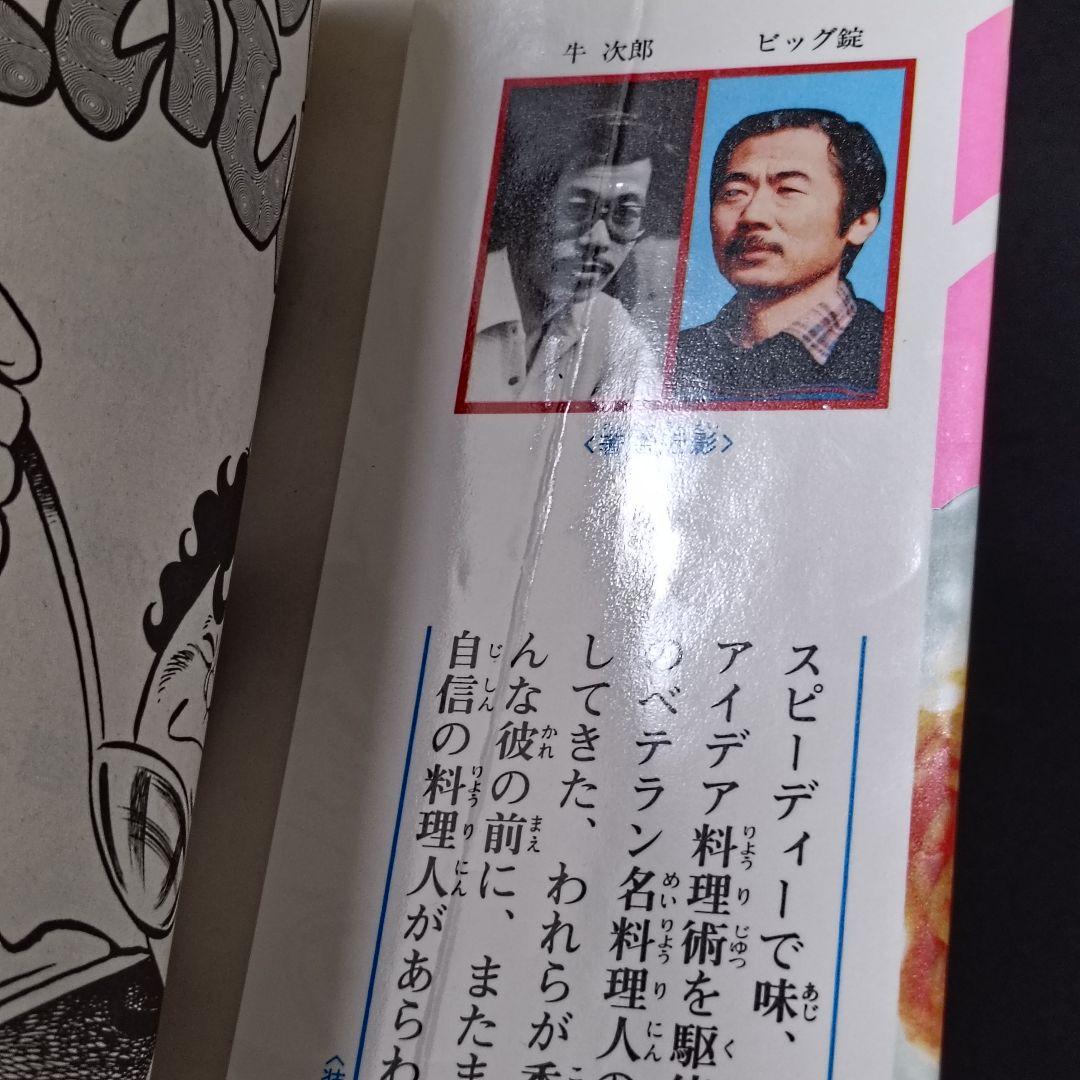 牛 次郎
ビッグ錠
スピーディーで味、
アイデア料理術を駆
のベテラン名料理人の
してきた、われらが
んな彼の前に、またま
自信の料理人があらわ